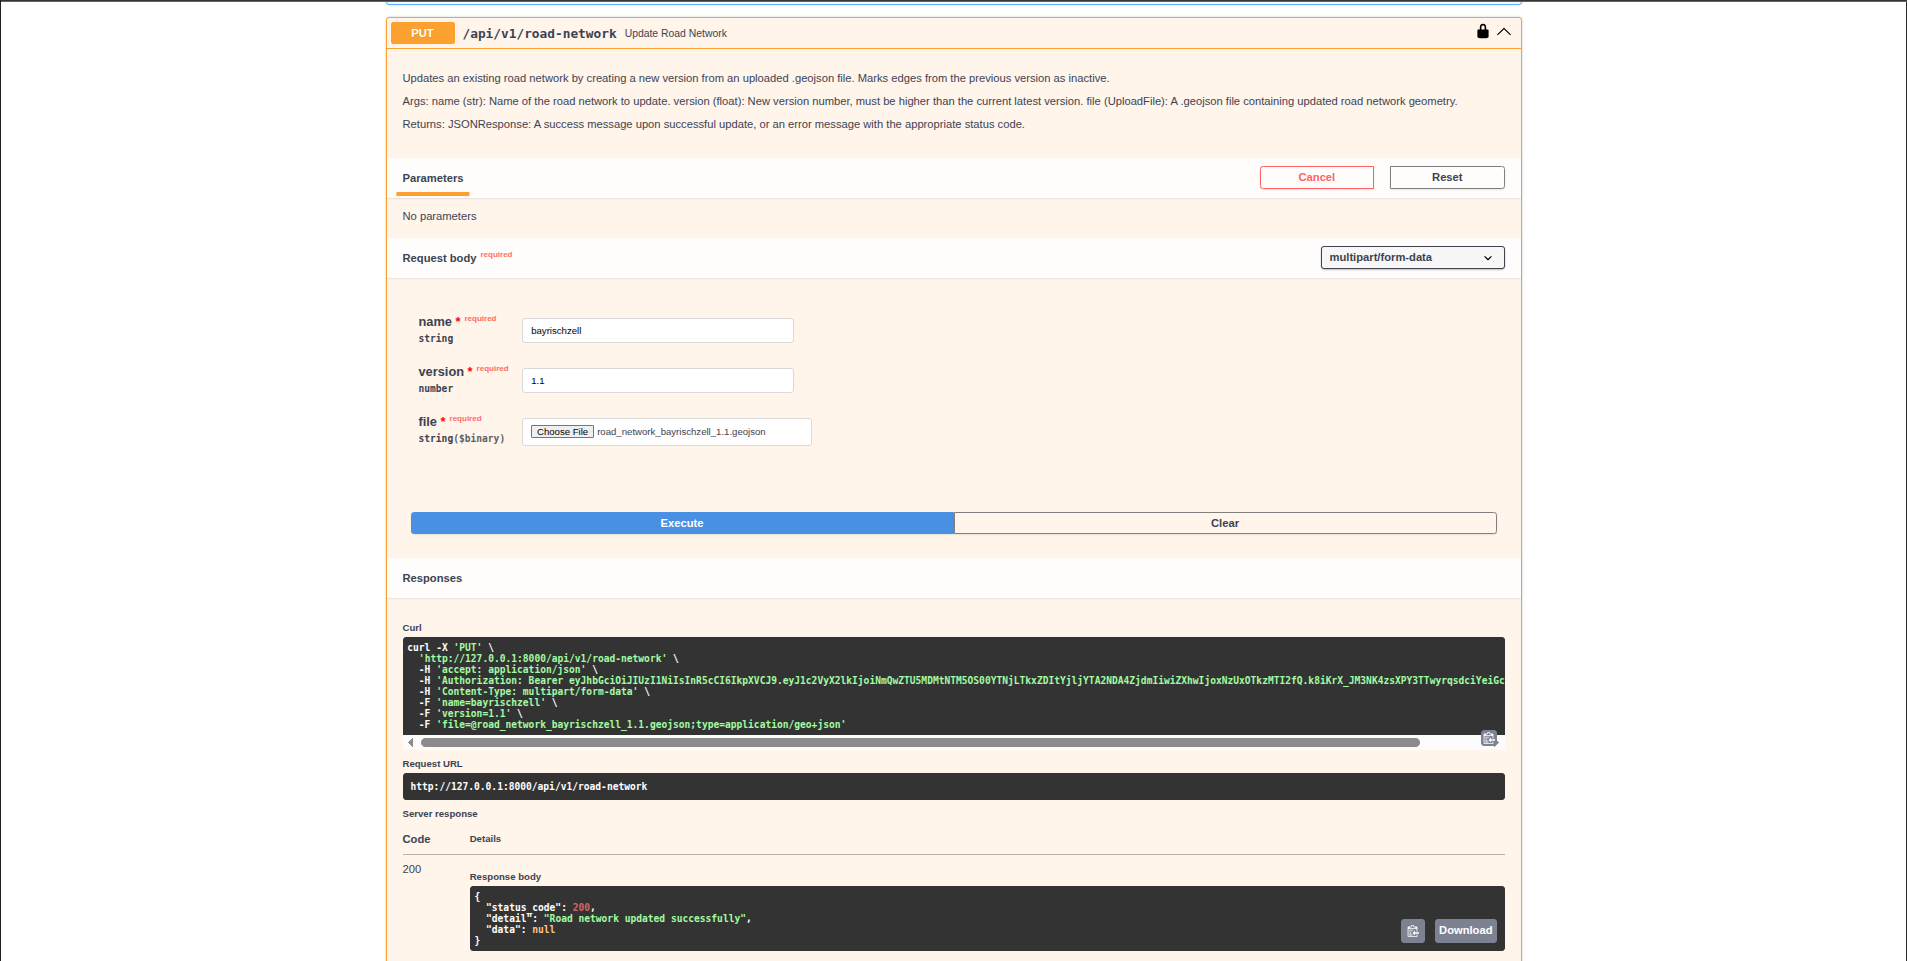 PUT /api/v1/road-network Update Road Network
Updates an existing road network by creating a new version from an uploaded .geojson file. Marks edges from the previous version as inactive.
Args: name (str): Name of the road network to update. version (float): New version number, must be higher than the current latest version. file (UploadFile): A .geojson file containing updated road network geometry.
Returns: JSONResponse: A success message upon successful update, or an error message with the appropriate status code.
Parameters
Cancel
Reset
No parameters
Request body required
multipart/form-data
name * required
string
bayrischzell
version * required
number
1.1
file * required
string($binary)
Choose File road_network_bayrischzell_1.1.geojson
Execute
Clear
Responses
Curl
curl -X 'PUT' \
'http://127.0.0.1:8000/api/v1/road-network' \
-H 'accept: application/json' \
-H 'Authorization: Bearer
-H 'Content-Type: multipart/form-data' \
-F 'name=bayrischzell' \
-F 'version=1.1' \
-F 'file=@road_network_bayrischzell_1.1.geojson;type=application/geo+json'
Request URL
http://127.0.0.1:8000/api/v1/road-network
Server response
Code Details
200
Response body
{
"status_code": 200,
"detail": "Road network updated successfully",
"data": null
}
Download